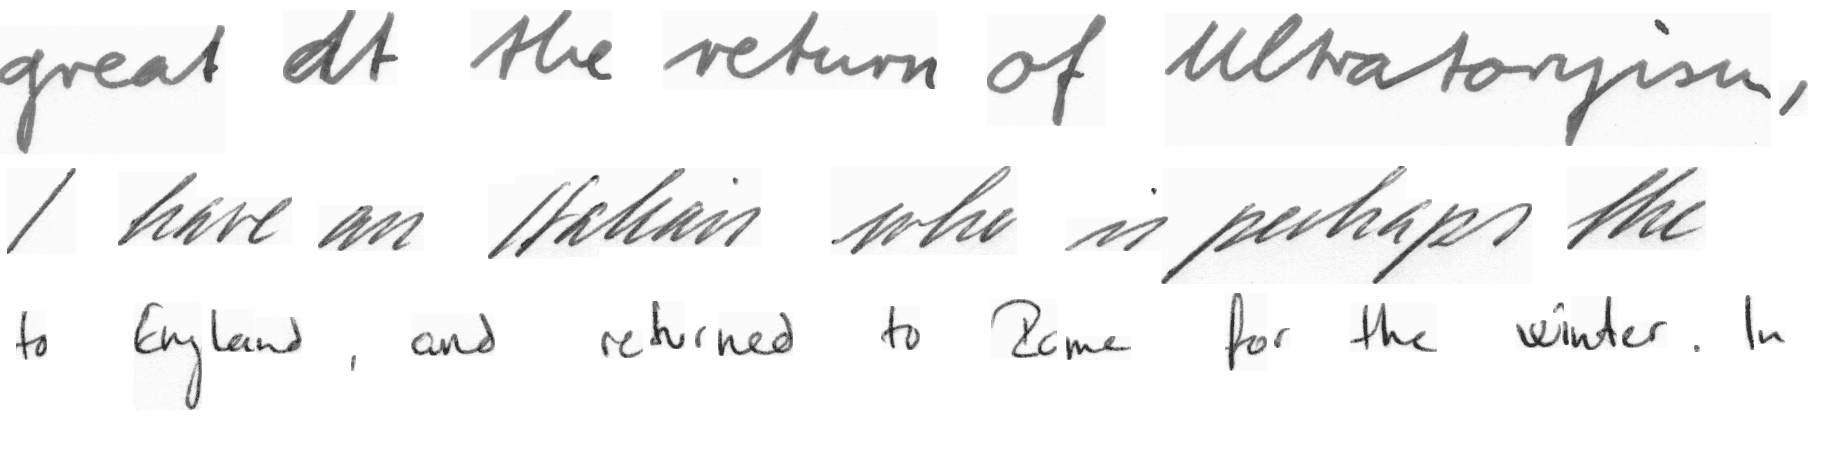 great at the return of Ultratoryism,
I have an Italian who is perhaps the
to England, and returned to Rome for the winter. In